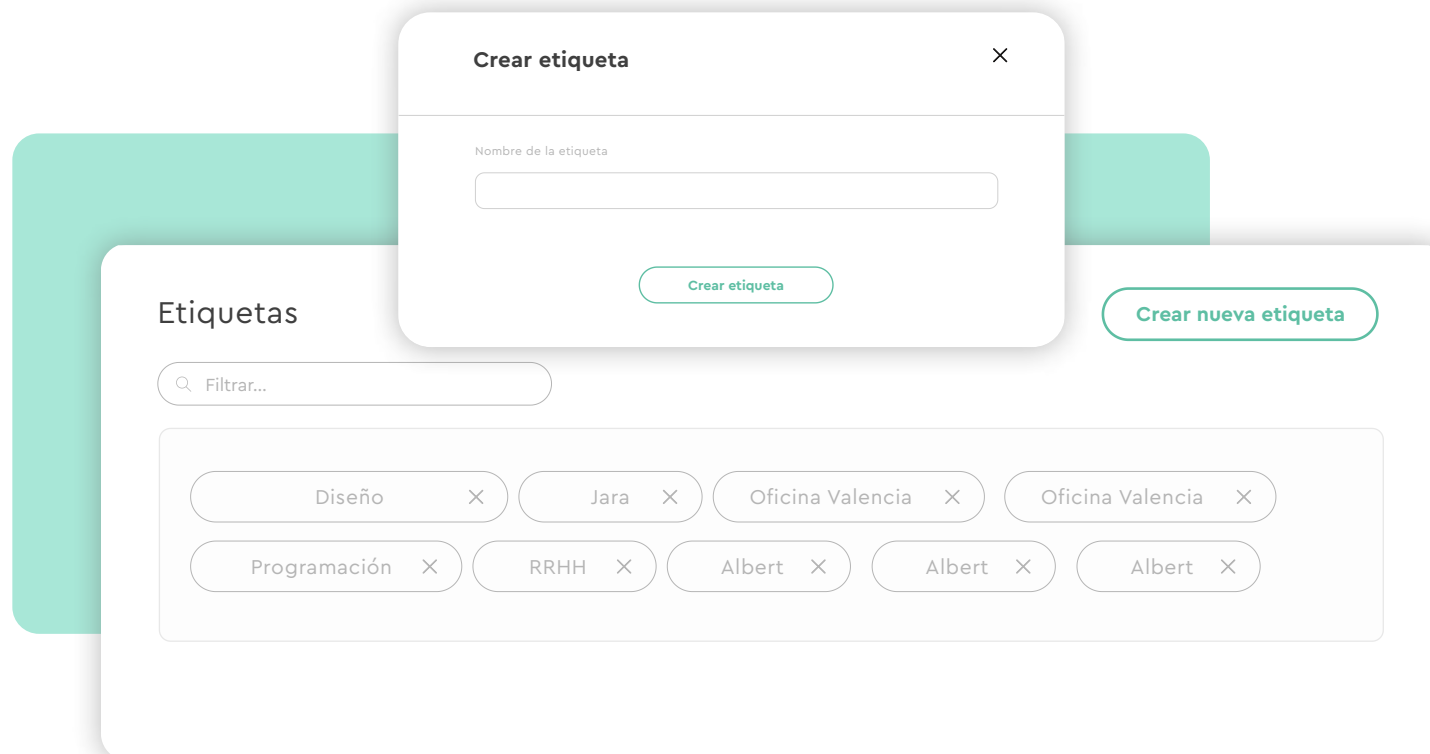 Crear etiqueta
Nombre de la etiqueta
Crear etiqueta
Etiquetas
Crear nueva etiqueta
Filtrar...
Diseño Jara Oficina Valencia Oficina Valencia
Programación RRHH Albert Albert Albert